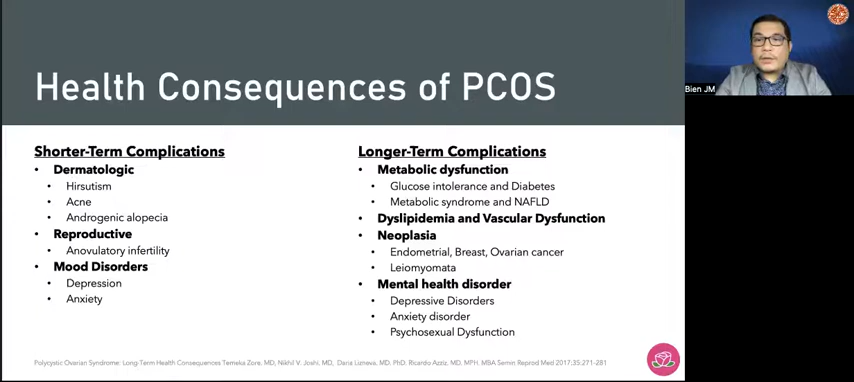 Health Consequences of PCOS
Bien JM
Shorter-Term Complications
• Dermatologic
• Hirsutism
• Acne
• Androgenic alopecia
• Reproductive
• Anovulatory infertility
• Mood Disorders
• Depression
• Anxiety
Longer-Term Complications
• Metabolic dysfunction
• Glucose intolerance and Diabetes
• Metabolic syndrome and NAFLD
• Dyslipidemia and Vascular Dysfunction
• Neoplasia
• Endometrial, Breast, Ovarian cancer
• Leiomyomata
• Mental health disorder
• Depressive Disorders
• Anxiety disorder
• Psychosexual Dysfunction
Polycystic Ovarian Syndrome: Long-Term Health Consequences Temeka Zore, MD, Nikhil V. Joshi, MD, Daria Lizneva, MD, PhD, Ricardo Azziz, MD, MPH, MBA Semin Reprod Med 2017;35:271-281